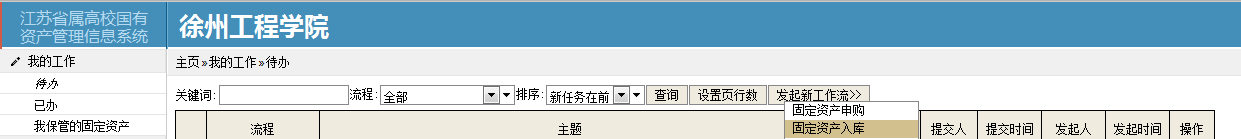 江苏省属高校国有
资产管理信息系统
徐州工程学院
我的工作
待办
已办
我保管的固定资产
主页»我的工作»待办
关键词: 流程: 全部 排序: 新任务在前 查询 设置页行数 发起新工作流>>
固定资产申购
固定资产入库
流程 主题 提交人 提交时间 发起人 发起时间 操作